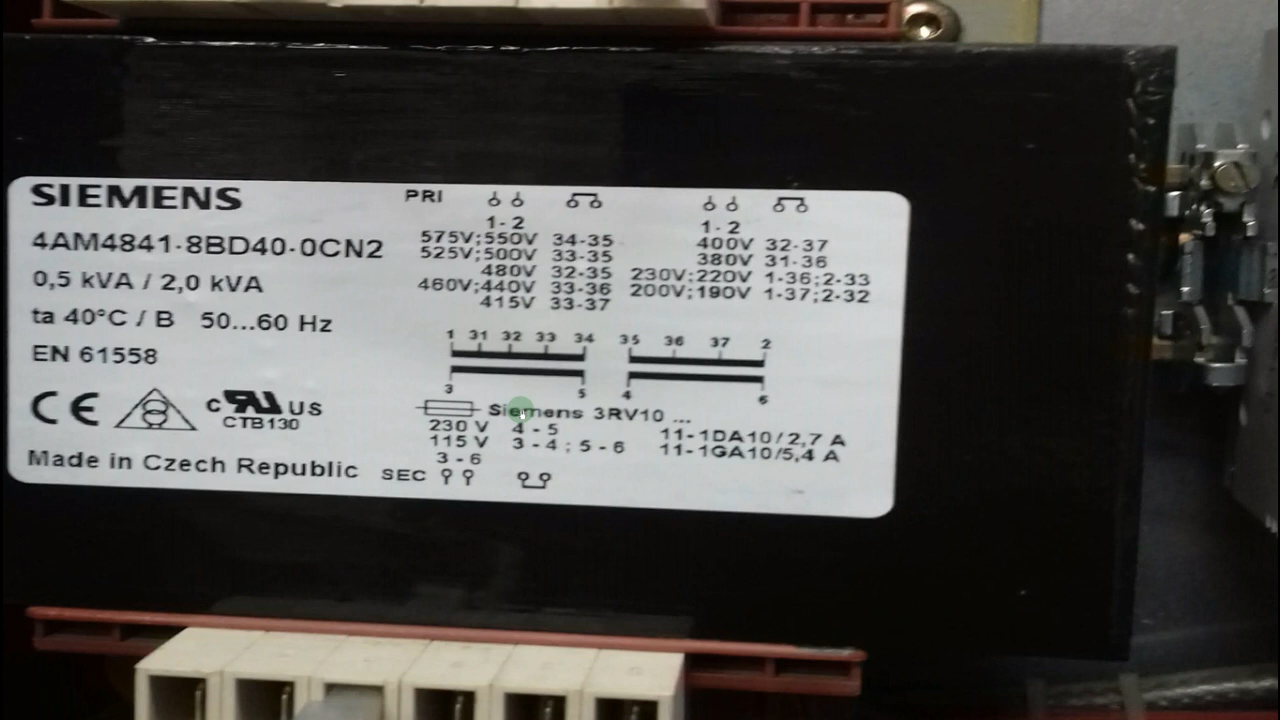 SIEMENS
4AM4841-8BD40-0CN2
0,5 kVA / 2,0 kVA
ta 40°C / B 50...60 Hz
EN 61558
CE
c US
CTB130
Made in Czech Republic
PRI
1-2 1-2
575V;550V 34-35 400V 32-37
525V;500V 33-35 380V 31-36
480V 32-35 230V;220V 1-36;2-33
460V;440V 33-36 200V;190V 1-37;2-32
415V 33-37
1 31 32 33 34 35 36 37 2
3 5 4 6
Siemens 3RV10 ...
230 V 4 - 5 11-1DA10/2,7 A
115 V 3 - 4 ; 5 - 6 11-1GA10/5,4 A
3 - 6
SEC